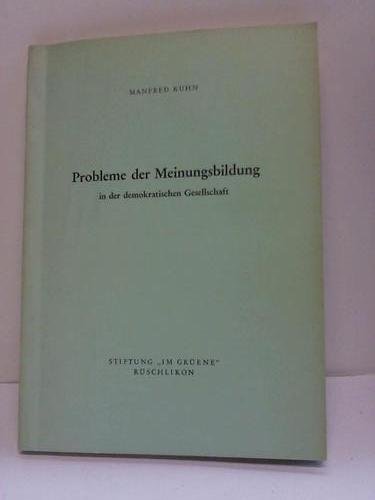 MANFRED KUHN
Probleme der Meinungsbildung
in der demokratischen Gesellschaft
STIFTUNG „IM GRÜENE"
RÜSCHLIKON